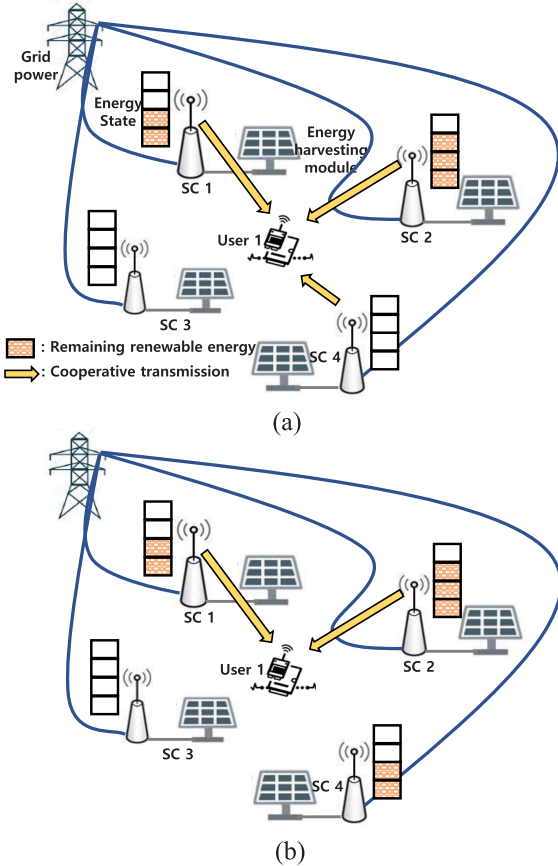 Grid
power
Energy
State
SC 1
Energy
harvesting
module
SC 2
User 1
SC 3
SC 4
: Remaining renewable energy
: Cooperative transmission
(a)
SC 1
SC 2
User 1
SC 3
SC 4
(b)